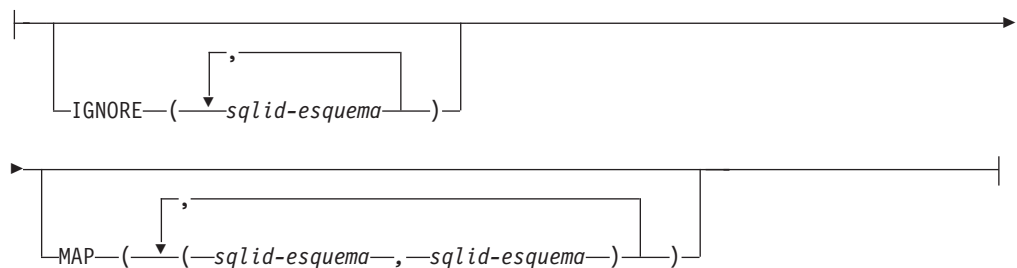 ,
IGNORE ( sqlid-esquema )
,
MAP ( ( sqlid-esquema , sqlid-esquema ) )